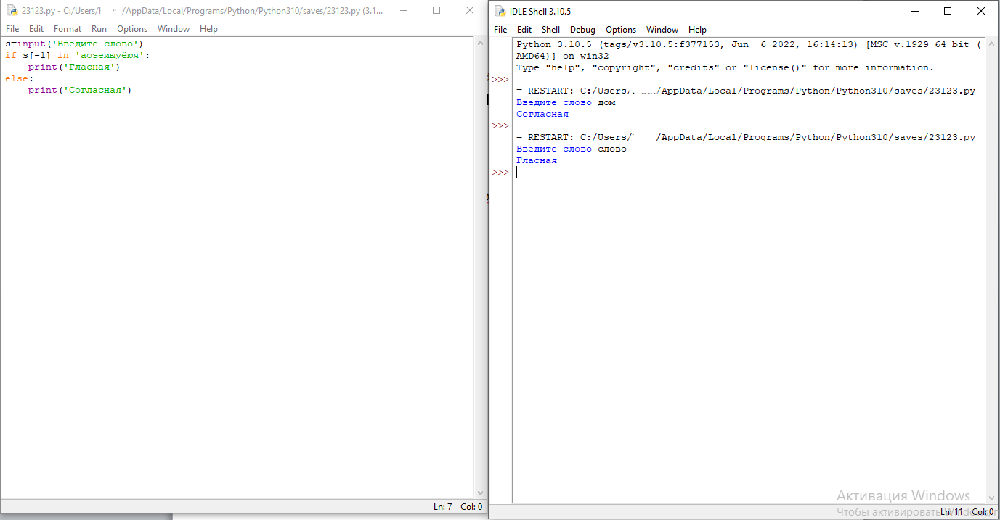 23123.py - C:/Users/ /AppData/Local/Programs/Python/Python310/saves/23123.py (3.1...
File Edit Format Run Options Window Help
s=input('Введите слово')
if s[-1] in 'аоэеиыуёюя':
    print('Гласная')
else:
    print('Согласная')
Ln: 7 Col: 0
IDLE Shell 3.10.5
File Edit Shell Debug Options Window Help
Python 3.10.5 (tags/v3.10.5:f377153, Jun  6 2022, 16:14:13) [MSC v.1929 64 bit (
AMD64)] on win32
Type "help", "copyright", "credits" or "license()" for more information.
>>>
= RESTART: C:/Users/ /AppData/Local/Programs/Python/Python310/saves/23123.py
Введите слово дом
Согласная
>>>
= RESTART: C:/Users/ /AppData/Local/Programs/Python/Python310/saves/23123.py
Введите слово слово
Гласная
>>>
Активация Windows
Чтобы активировать Windows
Ln: 11 Col: 0